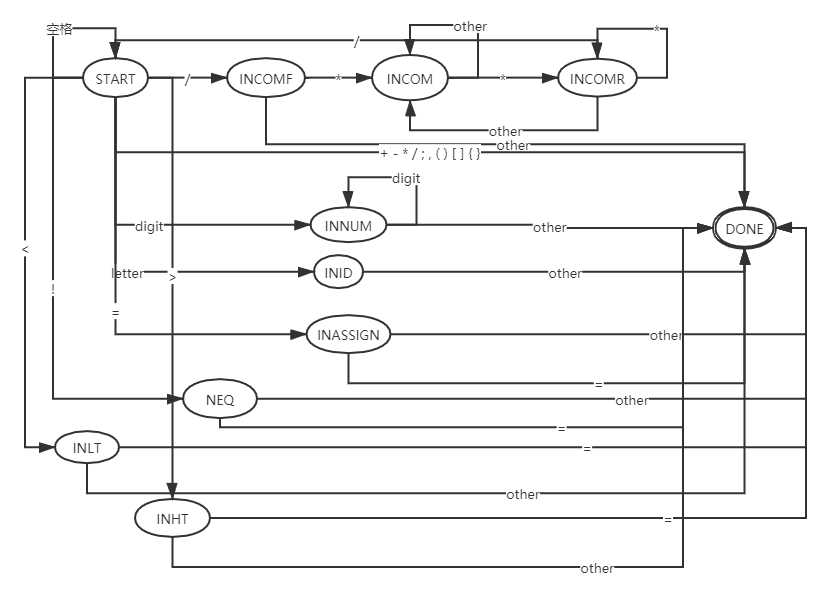 空格
other
*
/
START
/
INCOMF
*
INCOM
*
INCOMR
other
other
+ - * / ; , ( ) [ ] { }
digit
digit
INNUM
other
DONE
<
letter
>
INID
other
!
=
INASSIGN
other
=
NEQ
other
=
INLT
=
other
INHT
=
other